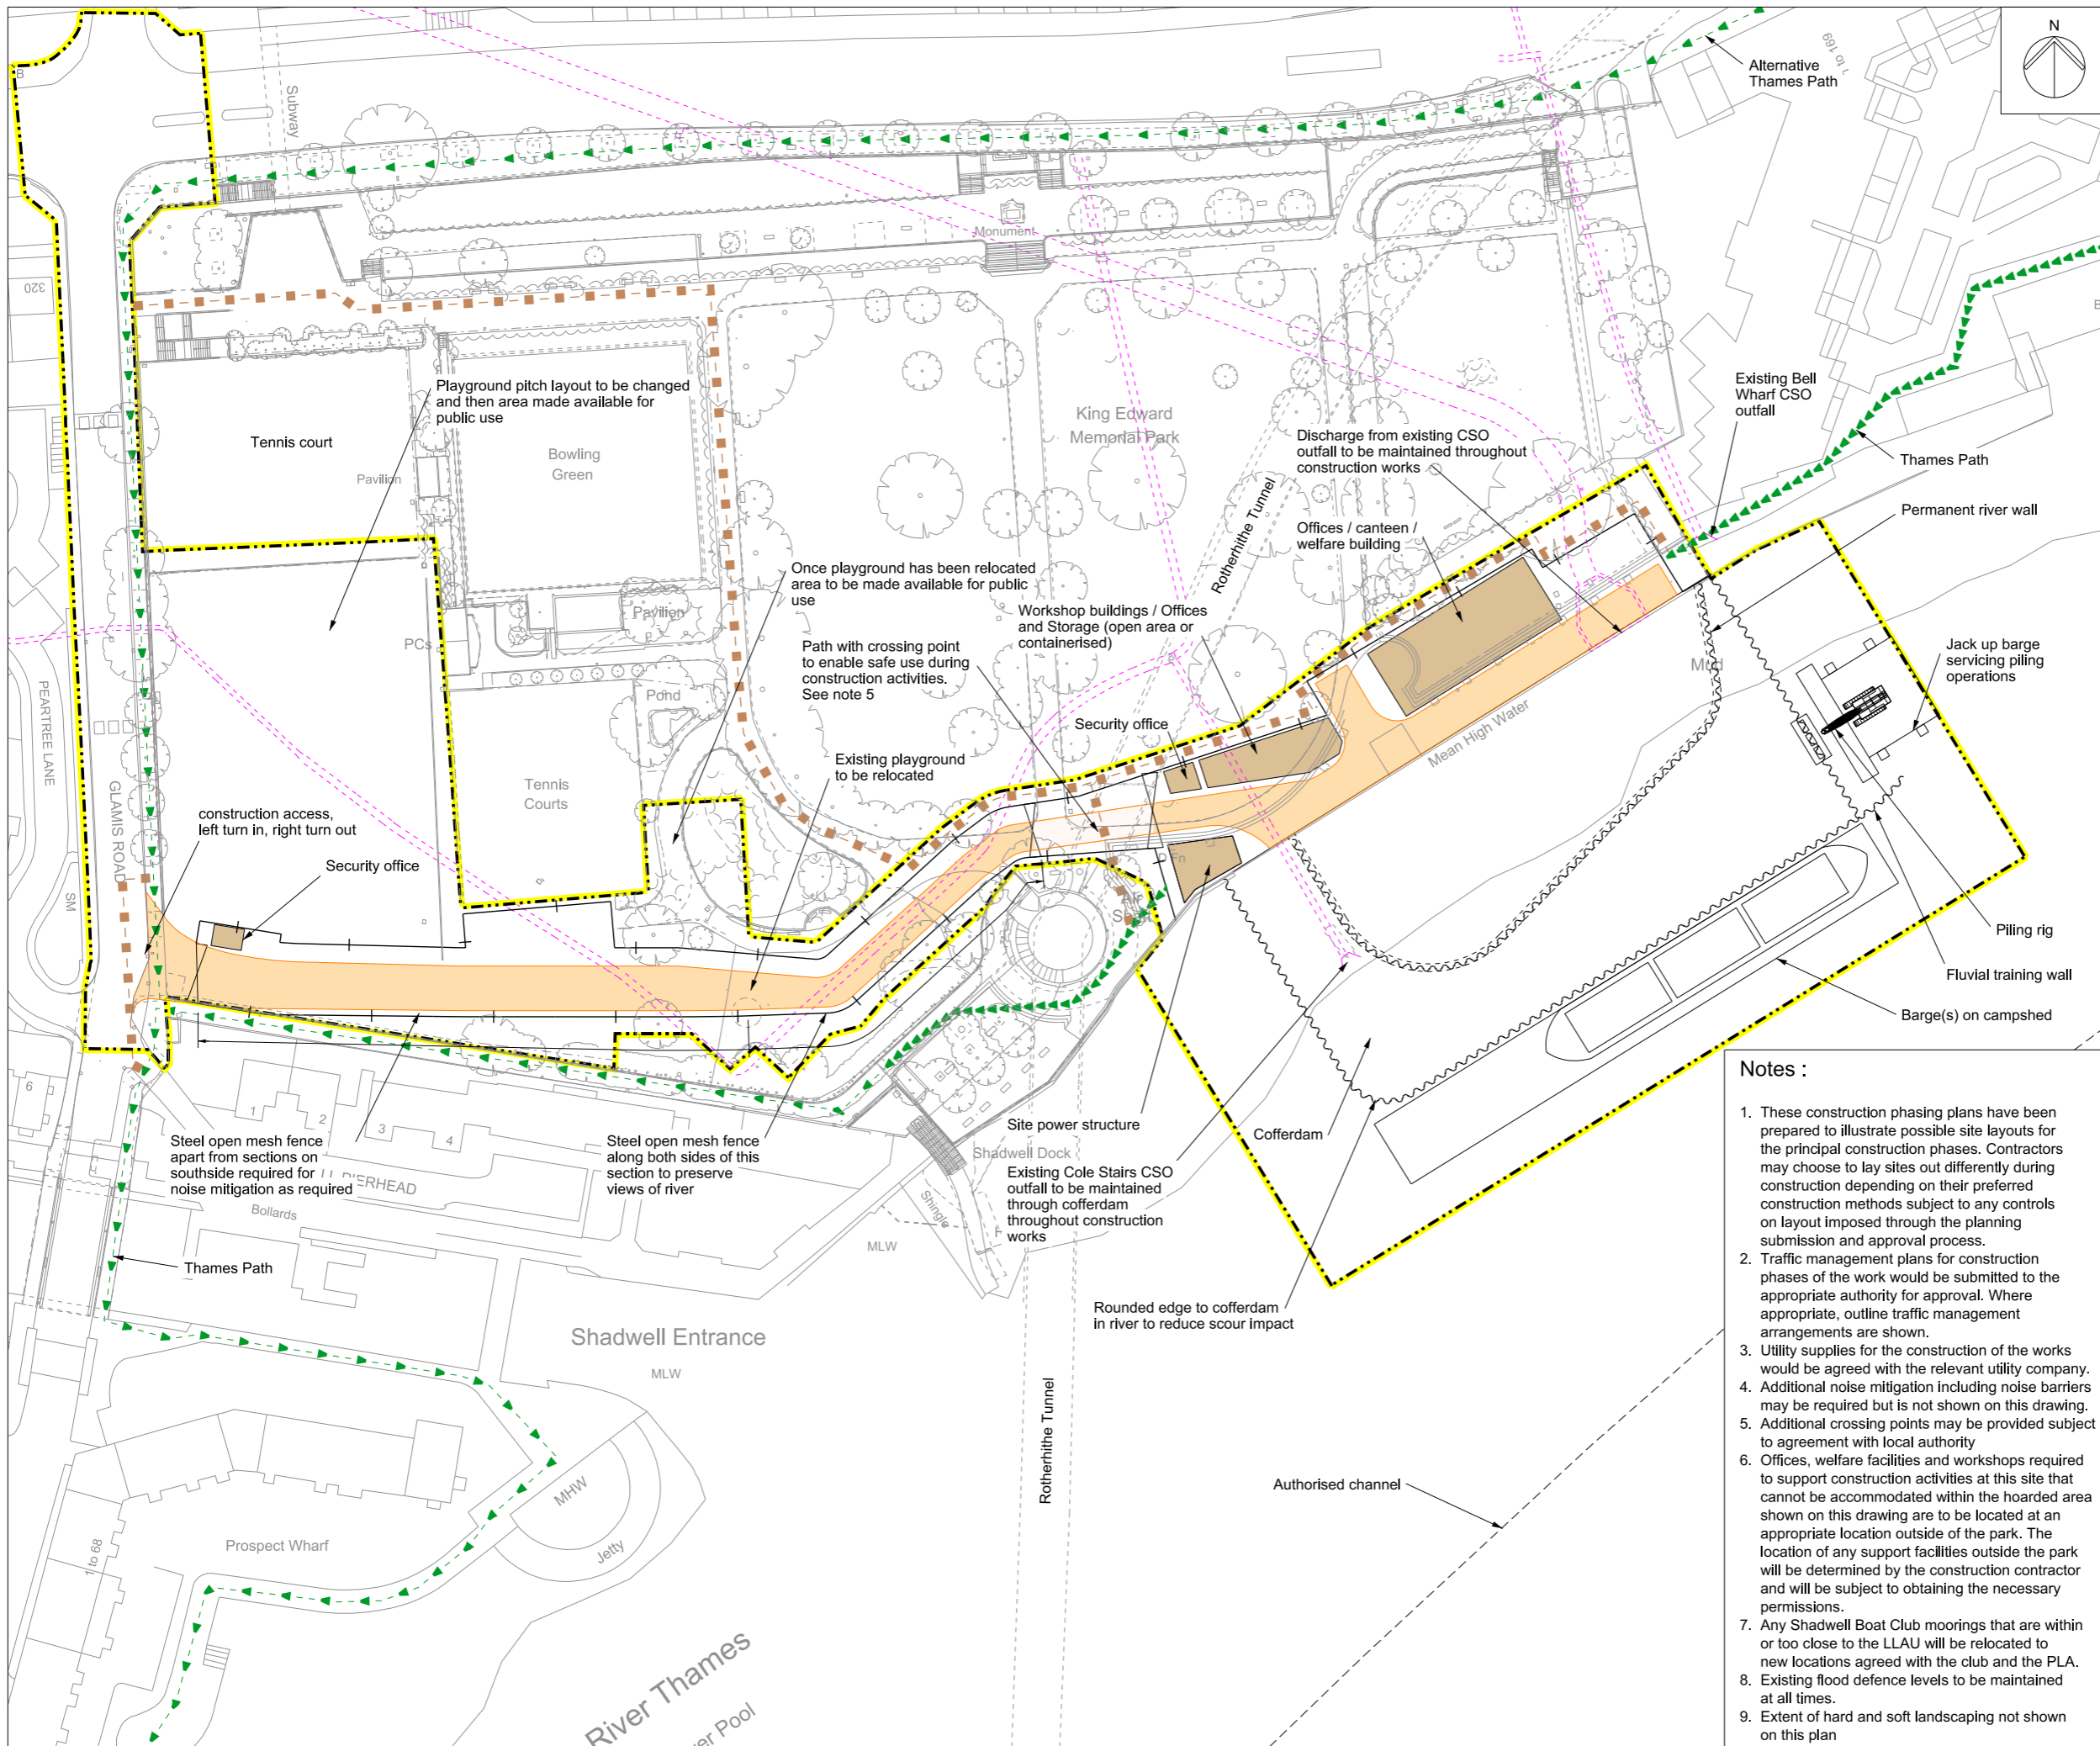 N
1 to 169
Alternative
Thames Path
B
Subway
320
Monument
Playground pitch layout to be changed
and then area made available for
public use
Tennis court
Pavilion
Bowling
Green
King Edward
Memorial Park
Existing Bell
Wharf CSO
outfall
Discharge from existing CSO
outfall to be maintained throughout
construction works
Thames Path
Permanent river wall
Offices / canteen /
welfare building
Rotherhithe Tunnel
Once playground has been relocated
area to be made available for public
use
Workshop buildings / Offices
and Storage (open area or
containerised)
Pavilion
PCs
Path with crossing point
to enable safe use during
construction activities.
See note 5
Mud
Jack up barge
servicing piling
operations
Pond
PEARTREE LANE
GLAMIS ROAD
Security office
Mean High Water
Existing playground
to be relocated
Tennis
Courts
construction access,
left turn in, right turn out
Security office
SM
Air
Piling rig
Fluvial training wall
Barge(s) on campshed
6
1
2
3
4
Steel open mesh fence
apart from sections on
southside required for
noise mitigation as required
PIERHEAD
Bollards
Steel open mesh fence
along both sides of this
section to preserve
views of river
Site power structure
Shadwell Dock
Cofferdam
Existing Cole Stairs CSO
outfall to be maintained
through cofferdam
throughout construction
works
Shingle
MLW
Thames Path
Rounded edge to cofferdam
in river to reduce scour impact
Shadwell Entrance
MLW
Rotherhithe Tunnel
Authorised channel
MHW
Jetty
Prospect Wharf
1 to 68
River Thames
Pool
Notes :
1. These construction phasing plans have been
prepared to illustrate possible site layouts for
the principal construction phases. Contractors
may choose to lay sites out differently during
construction depending on their preferred
construction methods subject to any controls
on layout imposed through the planning
submission and approval process.
2. Traffic management plans for construction
phases of the work would be submitted to the
appropriate authority for approval. Where
appropriate, outline traffic management
arrangements are shown.
3. Utility supplies for the construction of the works
would be agreed with the relevant utility company.
4. Additional noise mitigation including noise barriers
may be required but is not shown on this drawing.
5. Additional crossing points may be provided subject
to agreement with local authority
6. Offices, welfare facilities and workshops required
to support construction activities at this site that
cannot be accommodated within the hoarded area
shown on this drawing are to be located at an
appropriate location outside of the park. The
location of any support facilities outside the park
will be determined by the construction contractor
and will be subject to obtaining the necessary
permissions.
7. Any Shadwell Boat Club moorings that are within
or too close to the LLAU will be relocated to
new locations agreed with the club and the PLA.
8. Existing flood defence levels to be maintained
at all times.
9. Extent of hard and soft landscaping not shown
on this plan